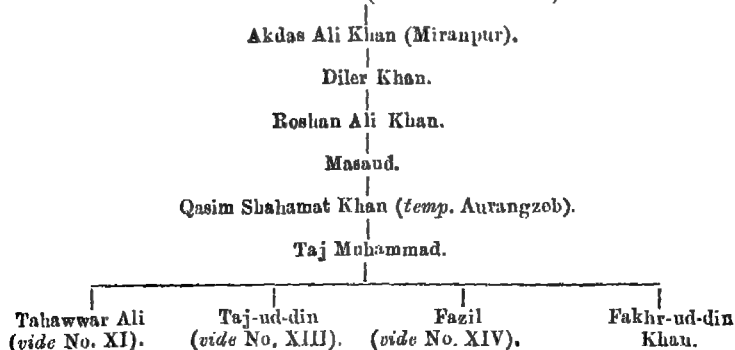 Akdas Ali Khan (Miranpur).
Diler Khan.
Roshan Ali Khan.
Masaud.
Qasim Shahamat Khan (temp. Aurangzeb).
Taj Muhammad.
Tahawwar Ali Taj-ud-din Fazil Fakhr-ud-din
(vide No. XI). (vide No. XIII). (vide No. XIV). Khan.